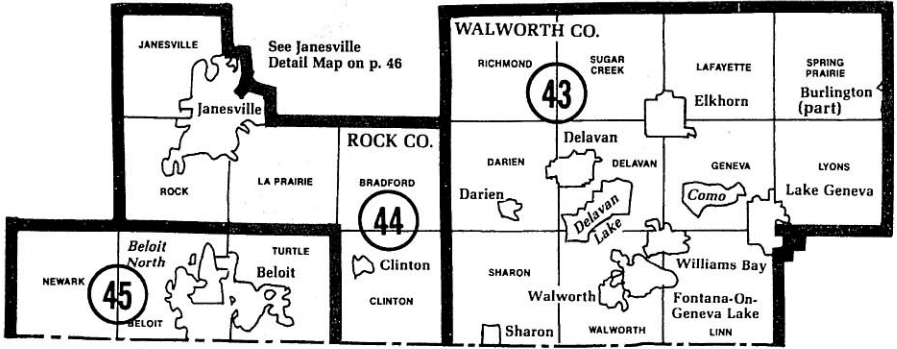 WALWORTH CO.
JANESVILLE
See Janesville
Detail Map on p. 46
RICHMOND
SUGAR
CREEK
LAFAYETTE
SPRING
PRAIRIE
43
Burlington
(part)
Janesville
Elkhorn
ROCK CO.
Delavan
DARIEN
DELAVAN
GENEVA
LYONS
ROCK
LA PRAIRIE
BRADFORD
Darien
Como
Lake Geneva
44
Delavan
Lake
Beloit
North
TURTLE
NEWARK
Beloit
Clinton
SHARON
Williams Bay
45
BELOIT
CLINTON
Walworth
Fontana-On-
Geneva Lake
Sharon
WALWORTH
LINN